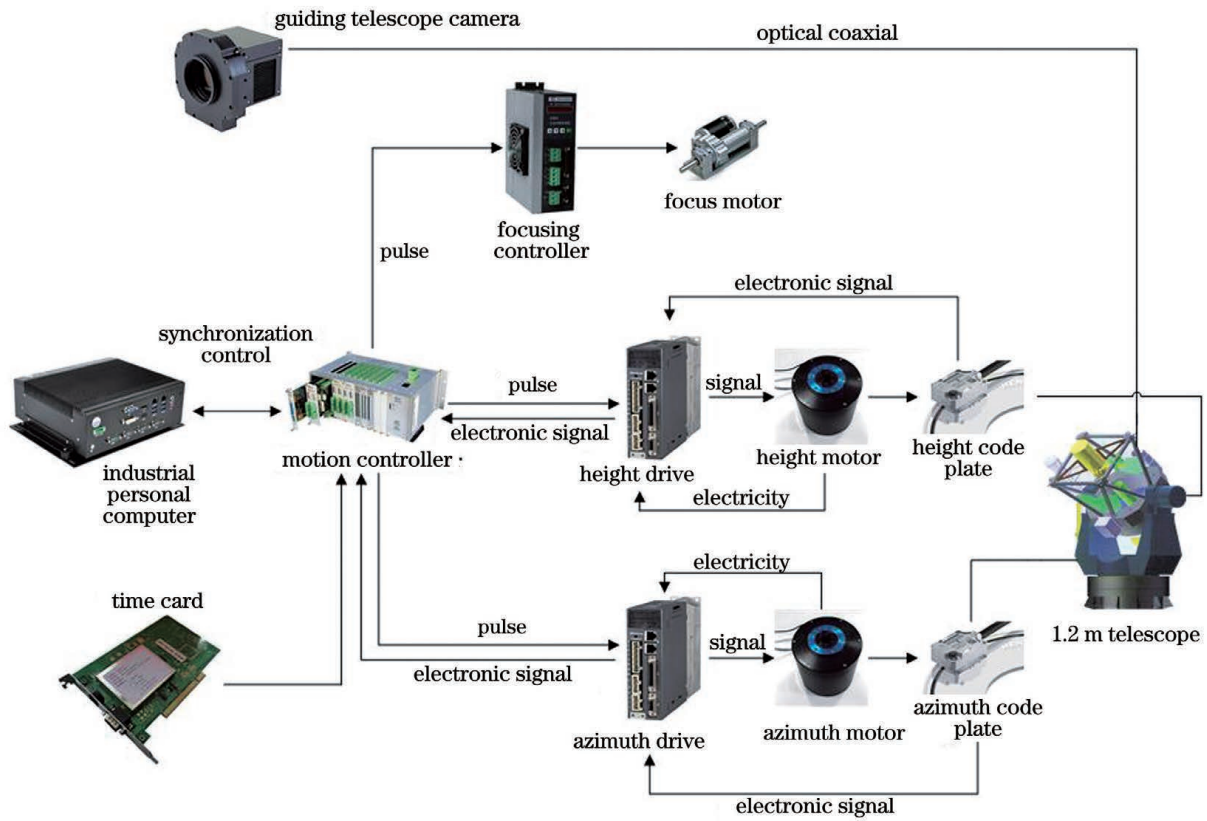 guiding telescope camera
optical coaxial
focus motor
focusing
controller
pulse
electronic signal
synchronization
control
pulse
signal
electronic signal
motion controller
height drive
height motor
height code
plate
industrial
personal
computer
electricity
electricity
time card
pulse
signal
1.2 m telescope
electronic signal
azimuth drive
azimuth motor
azimuth code
plate
electronic signal